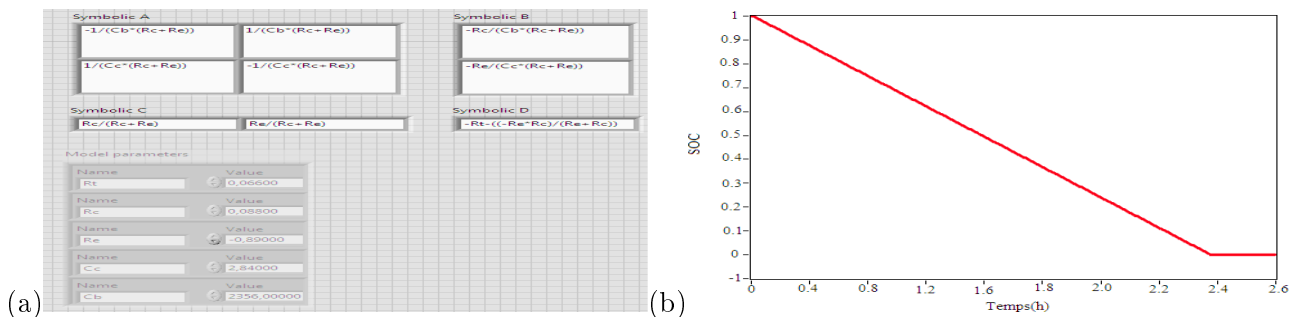 Symbolic A
-1/(Cb*(Rc+Re)) 1/(Cb*(Rc+Re))
1/(Cc*(Rc+Re)) -1/(Cc*(Rc+Re))
Symbolic B
-Rc/(Cb*(Rc+Re))
-Re/(Cc*(Rc+Re))
Symbolic C
Rc/(Rc+Re) Re/(Rc+Re)
Symbolic D
-Rt-((-Re*Rc)/(Re+Rc))
Model parameters
Name Value
Rt 0,06600
Name Value
Rc 0,08800
Name Value
Re -0,89000
Name Value
Cc 2,84000
Name Value
Cb 2356,00000
(a)
1
0.9
0.8
0.7
0.6
0.5
0.4
0.3
0.2
0
-1
SOC
0 0.4 0.8 1.2 1.6 1.8 2.0 2.4 2.6
Temps(h)
(b)